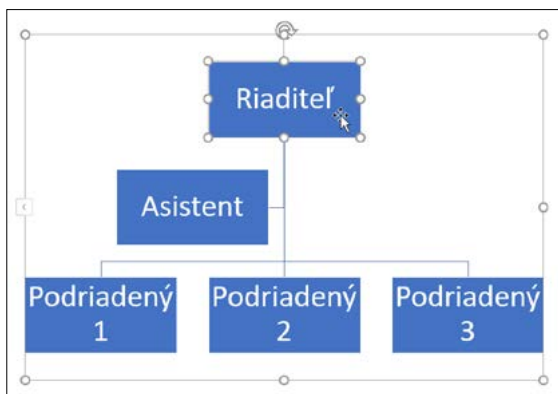 Riaditeľ
Asistent
Podriadený
1
Podriadený
2
Podriadený
3